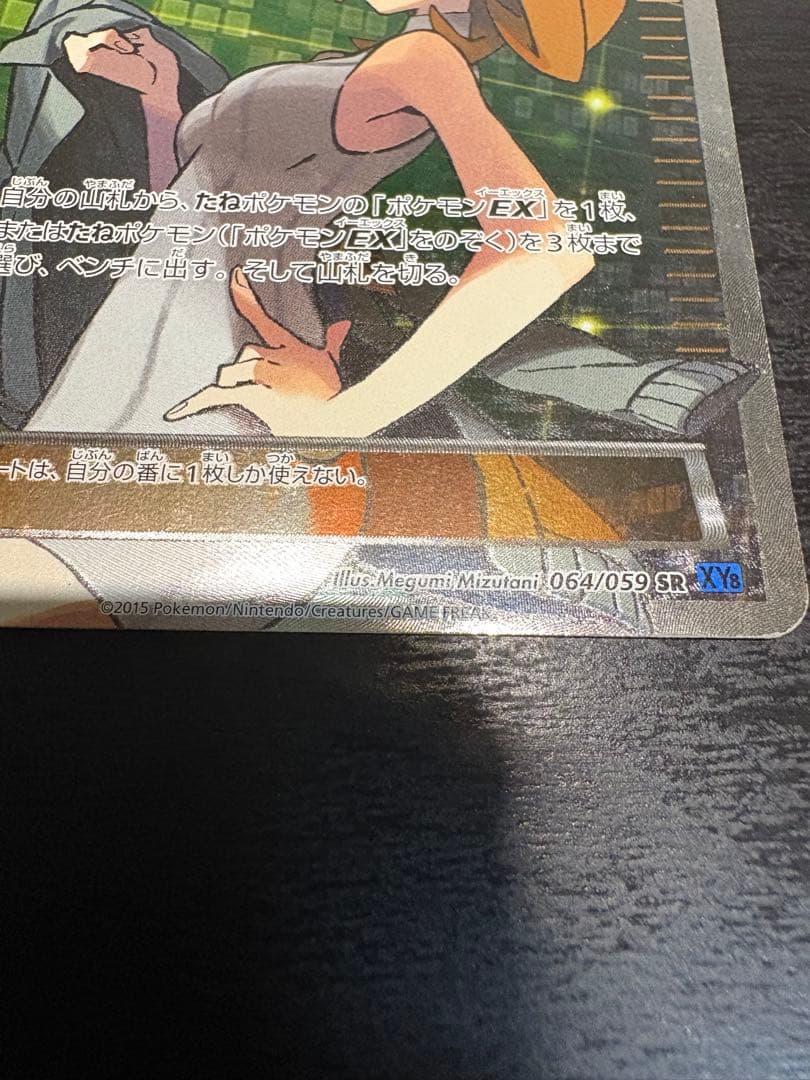 自分の山札から、たねポケモンの「ポケモンEX」を1枚、
またはたねポケモン(「ポケモンEX」をのぞく)を3枚まで
選び、ベンチに出す。そして山札を切る。
ートは、自分の番に1枚しか使えない。
Illus. Megumi Mizutani 064/059 SR XY8
©2015 Pokémon/Nintendo/Creatures/GAME FREAK